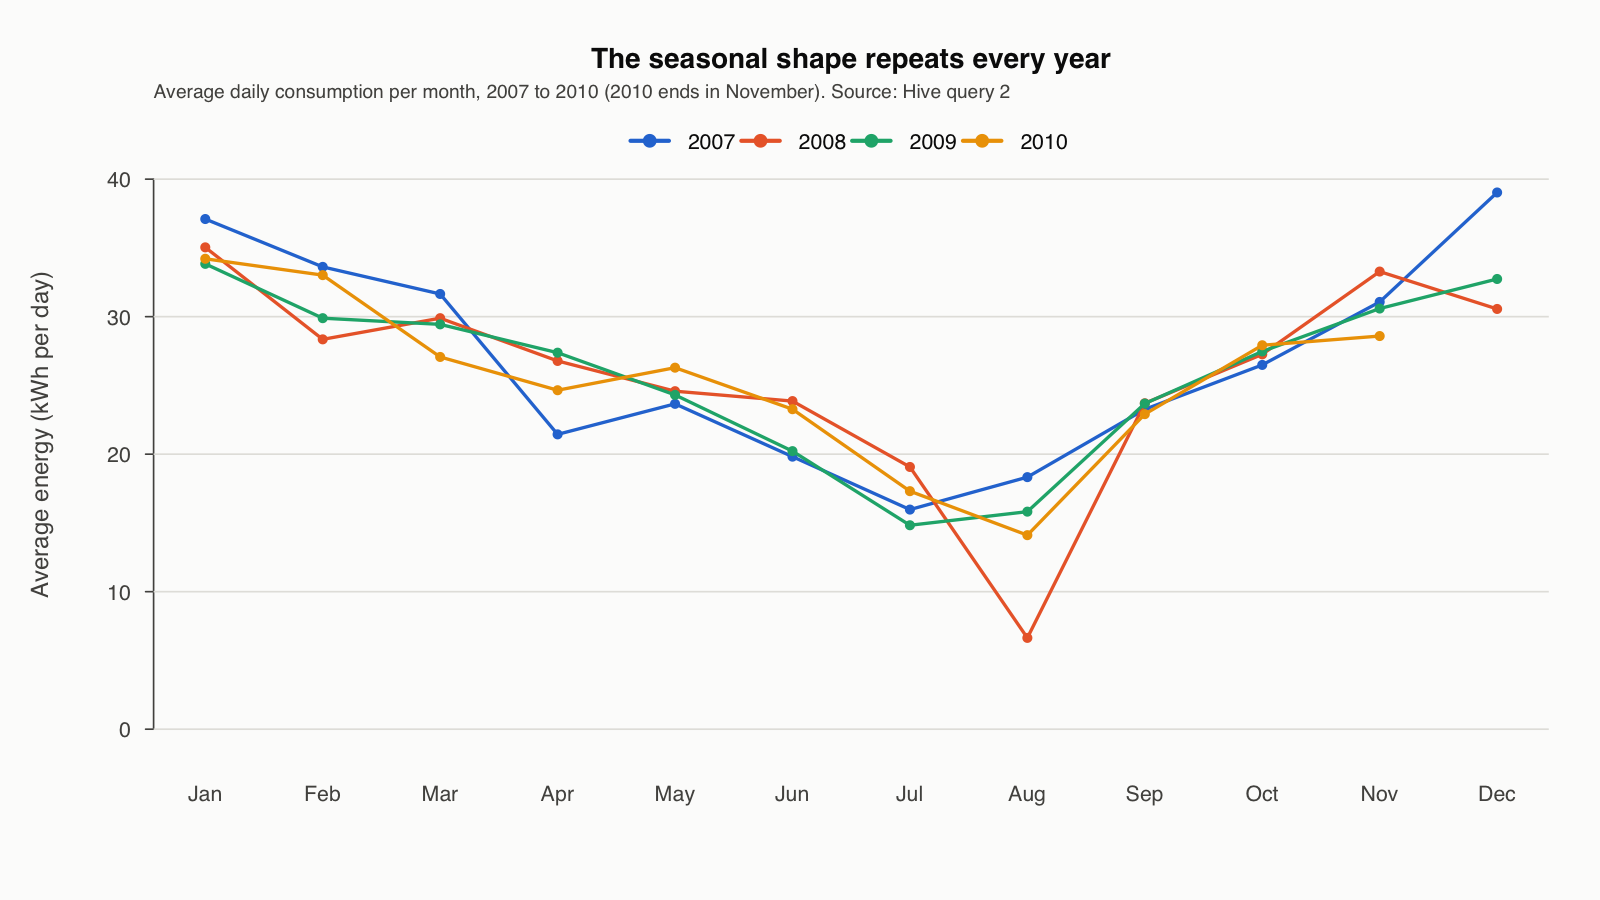 The seasonal shape repeats every year
Average daily consumption per month, 2007 to 2010 (2010 ends in November). Source: Hive query 2
2007 2008 2009 2010
Average energy (kWh per day)
40
30
20
10
0
Jan Feb Mar Apr May Jun Jul Aug Sep Oct Nov Dec